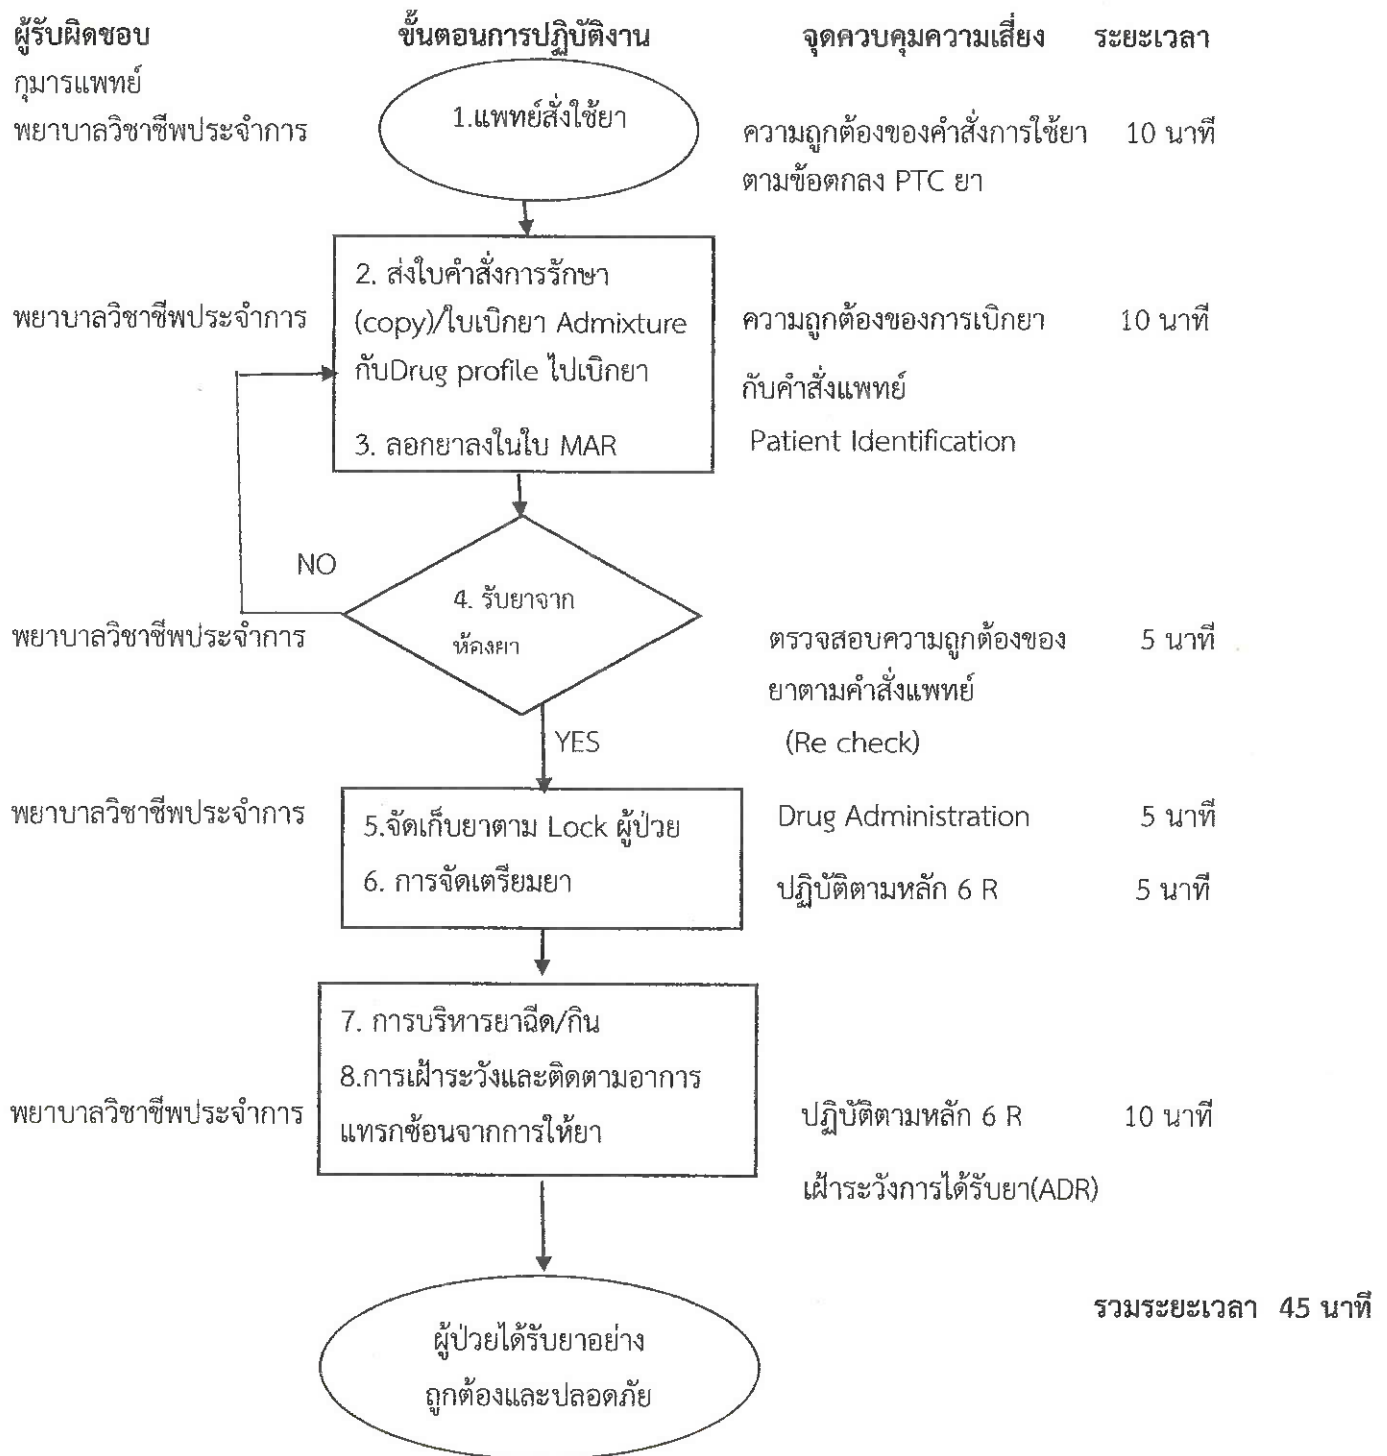 ผู้รับผิดชอบ ขั้นตอนการปฏิบัติงาน จุดควบคุมความเสี่ยง ระยะเวลา
กุมารแพทย์
พยาบาลวิชาชีพประจำการ 1.แพทย์สั่งใช้ยา ความถูกต้องของคำสั่งการใช้ยา 10 นาที
ตามข้อตกลง PTC ยา
2. ส่งใบคำสั่งการรักษา
พยาบาลวิชาชีพประจำการ (copy)/ใบเบิกยา Admixture ความถูกต้องของการเบิกยา 10 นาที
กับDrug profile ไปเบิกยา กับคำสั่งแพทย์
3. ลอกยาลงในใบ MAR Patient Identification
NO
4. รับยาจาก
พยาบาลวิชาชีพประจำการ ห้องยา ตรวจสอบความถูกต้องของ 5 นาที
ยาตามคำสั่งแพทย์
YES (Re check)
พยาบาลวิชาชีพประจำการ 5.จัดเก็บยาตาม Lock ผู้ป่วย Drug Administration 5 นาที
6. การจัดเตรียมยา ปฏิบัติตามหลัก 6 R 5 นาที
7. การบริหารยาฉีด/กิน
8.การเฝ้าระวังและติดตามอาการ
พยาบาลวิชาชีพประจำการ แทรกซ้อนจากการให้ยา ปฏิบัติตามหลัก 6 R 10 นาที
เฝ้าระวังการได้รับยา(ADR)
รวมระยะเวลา 45 นาที
ผู้ป่วยได้รับยาอย่าง
ถูกต้องและปลอดภัย